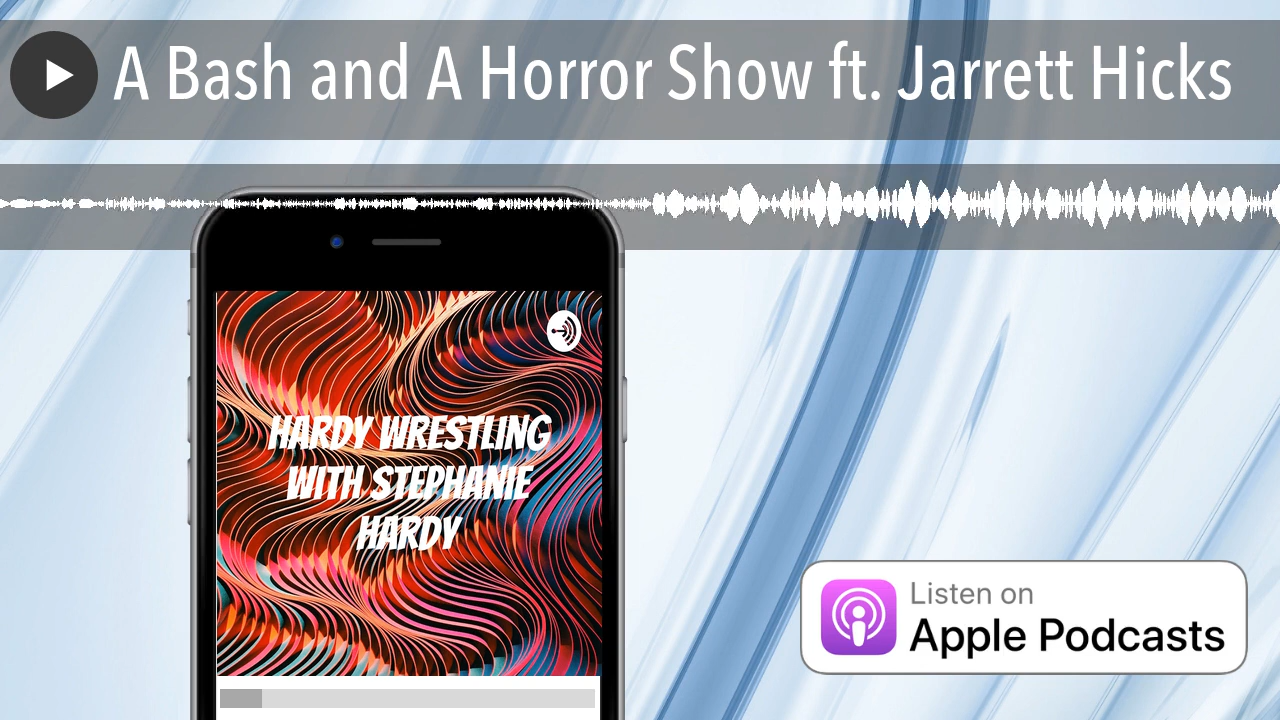 A Bash and A Horror Show ft. Jarrett Hicks
HARDY WRESTLING
WITH STEPHANIE
HARDY
Listen on
Apple Podcasts